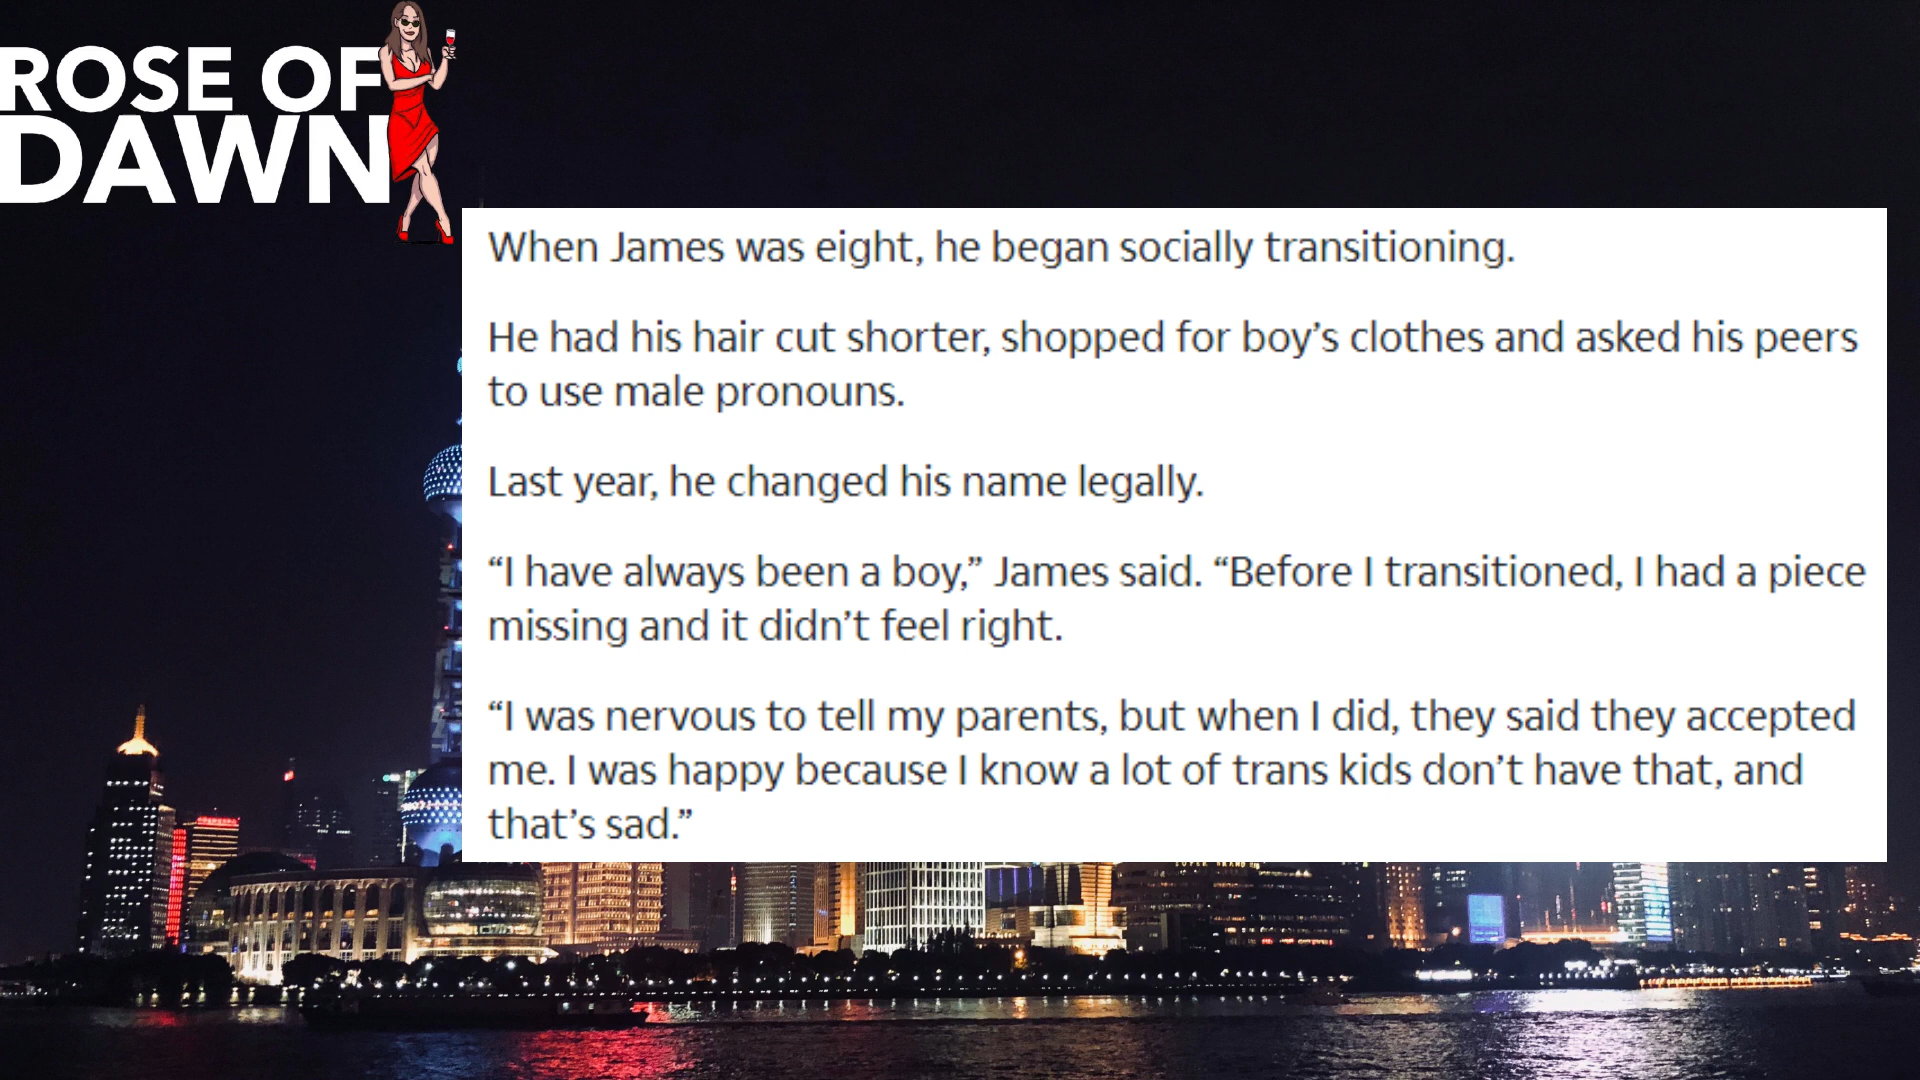 ROSE OF
DAWN
When James was eight, he began socially transitioning.
He had his hair cut shorter, shopped for boy’s clothes and asked his peers
to use male pronouns.
Last year, he changed his name legally.
“I have always been a boy,” James said. “Before I transitioned, I had a piece
missing and it didn’t feel right.
“I was nervous to tell my parents, but when I did, they said they accepted
me. I was happy because I know a lot of trans kids don’t have that, and
that’s sad.”